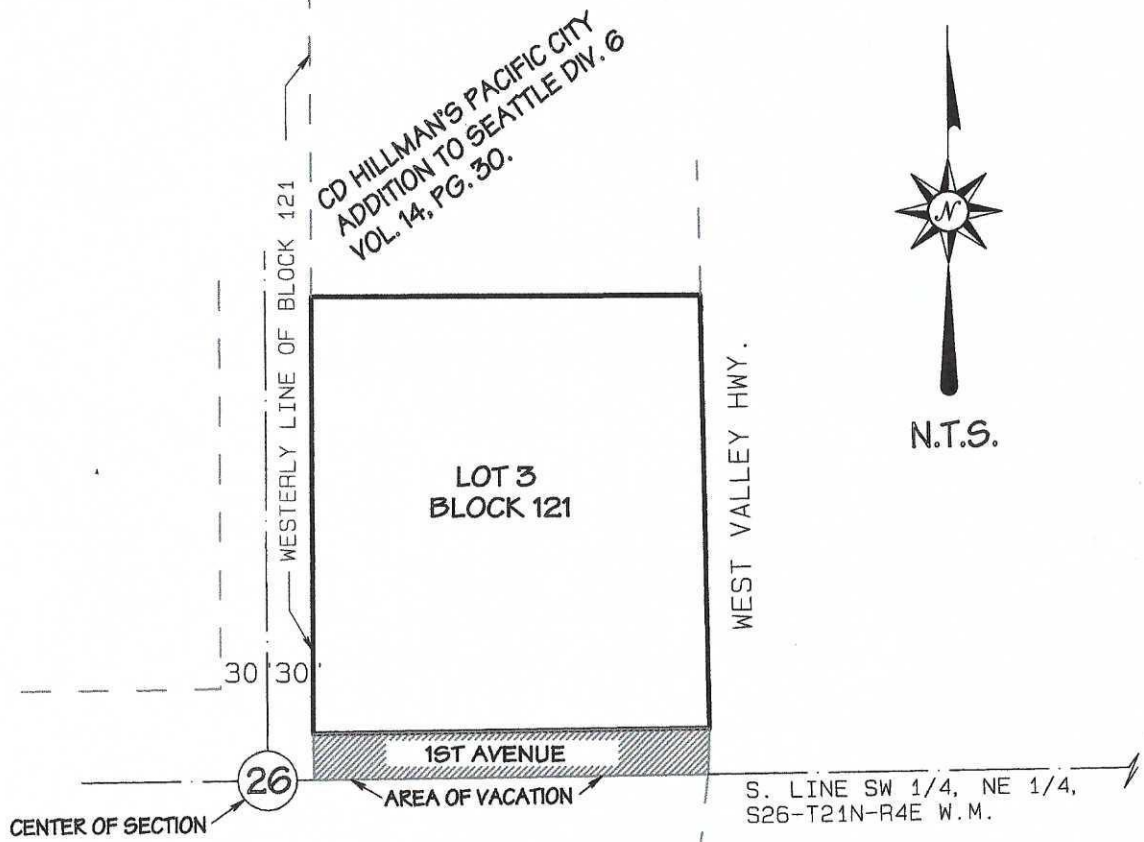 CD HILLMAN'S PACIFIC CITY
ADDITION TO SEATTLE DIV. 6
VOL. 14, PG. 30.
WESTERLY LINE OF BLOCK 121
N
N.T.S.
LOT 3
BLOCK 121
WEST VALLEY HWY.
30' 30'
1ST AVENUE
26
AREA OF VACATION
CENTER OF SECTION
S. LINE SW 1/4, NE 1/4,
S26-T21N-R4E W.M.